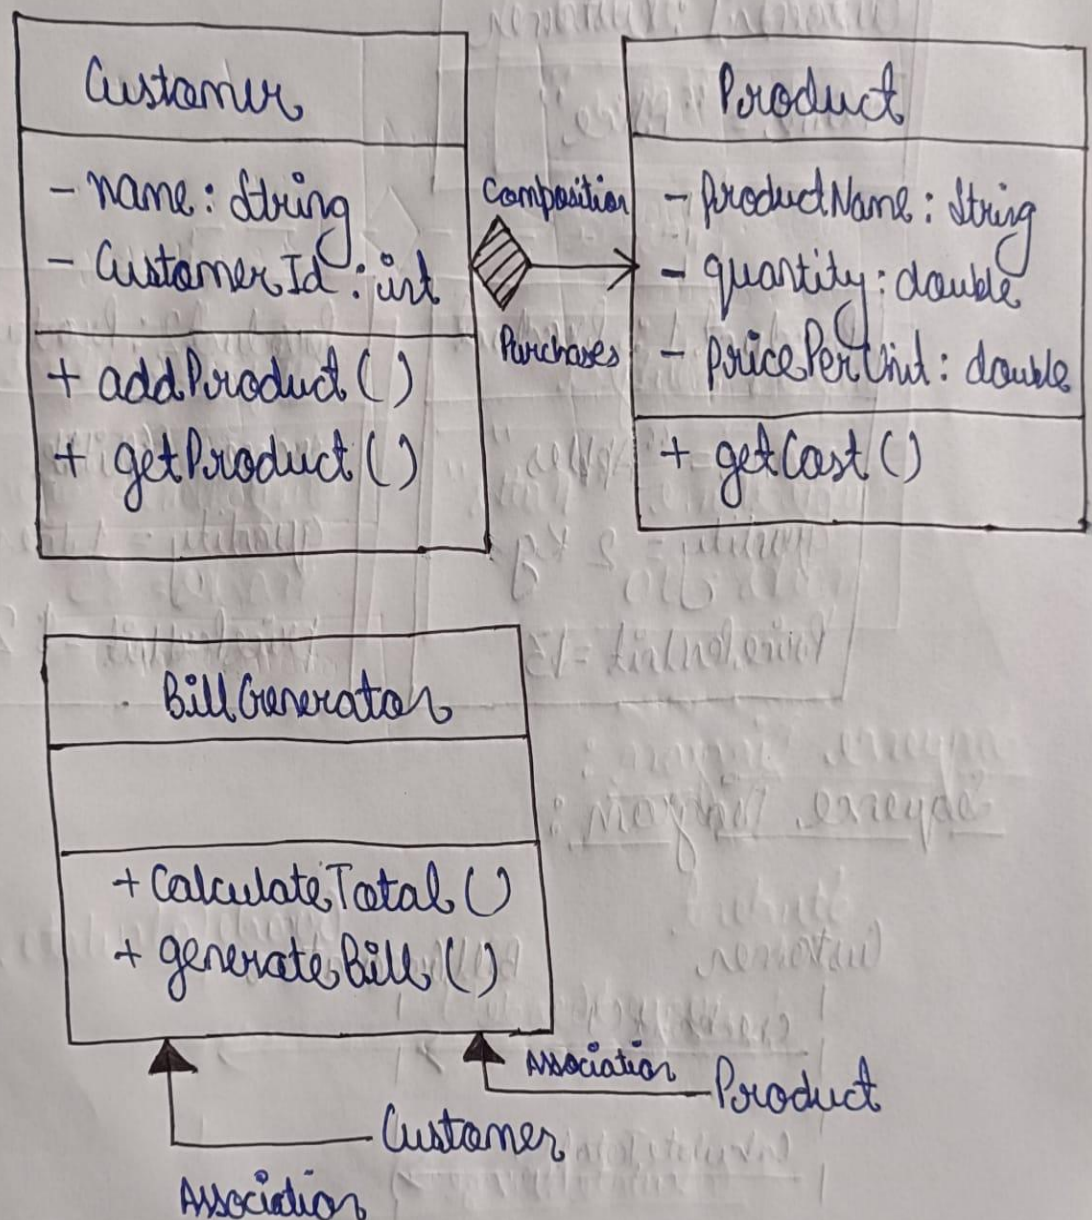 Customer
- name: String
- CustomerId: int
+ addProduct()
+ getProduct()
Composition
Purchases
Product
- ProductName: String
- quantity: double
- pricePerUnit: double
+ getCost()
BillGenerator
+ CalculateTotal()
+ generateBill()
Association
Product
Customer
Association